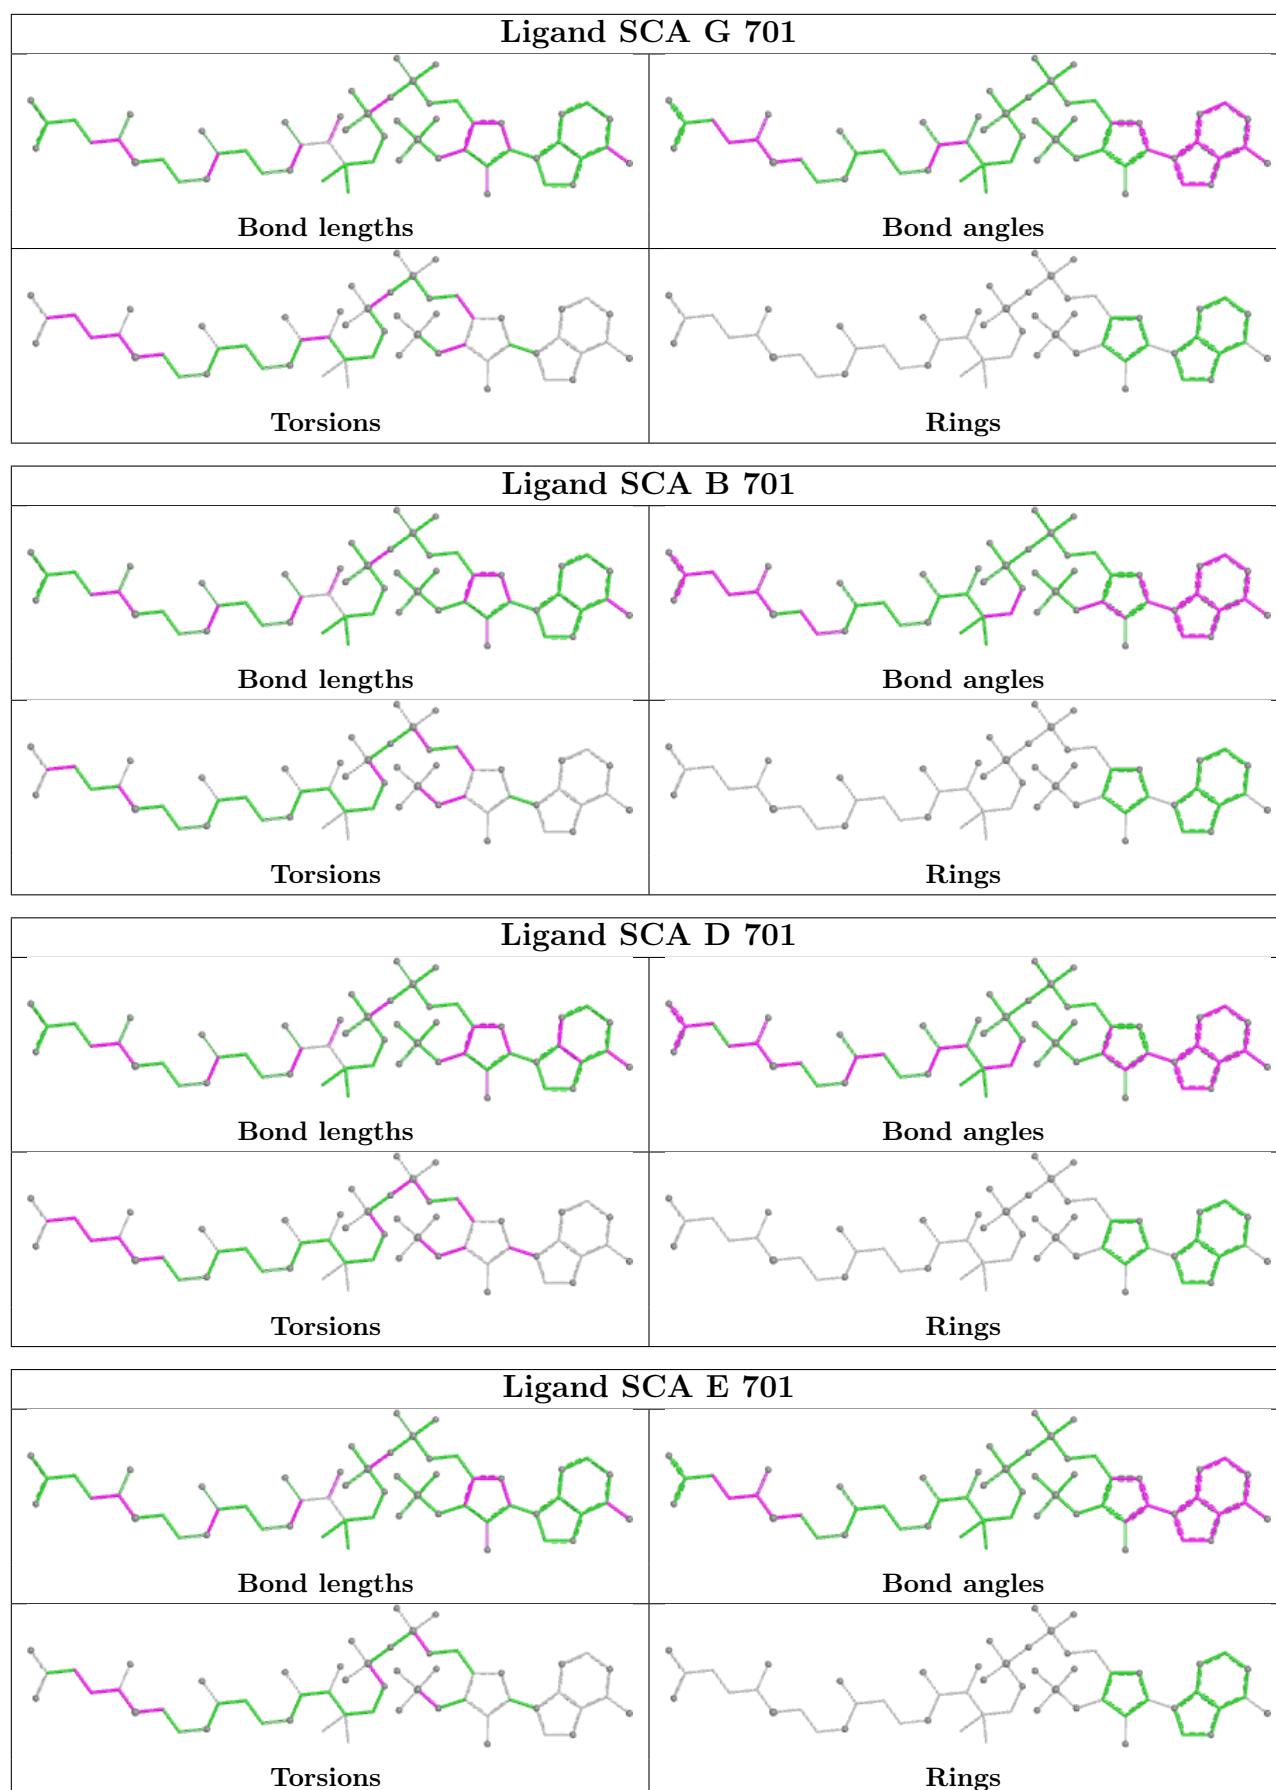 Ligand SCA G 701
Bond lengths
Bond angles
Torsions
Rings
Ligand SCA B 701
Bond lengths
Bond angles
Torsions
Rings
Ligand SCA D 701
Bond lengths
Bond angles
Torsions
Rings
Ligand SCA E 701
Bond lengths
Bond angles
Torsions
Rings